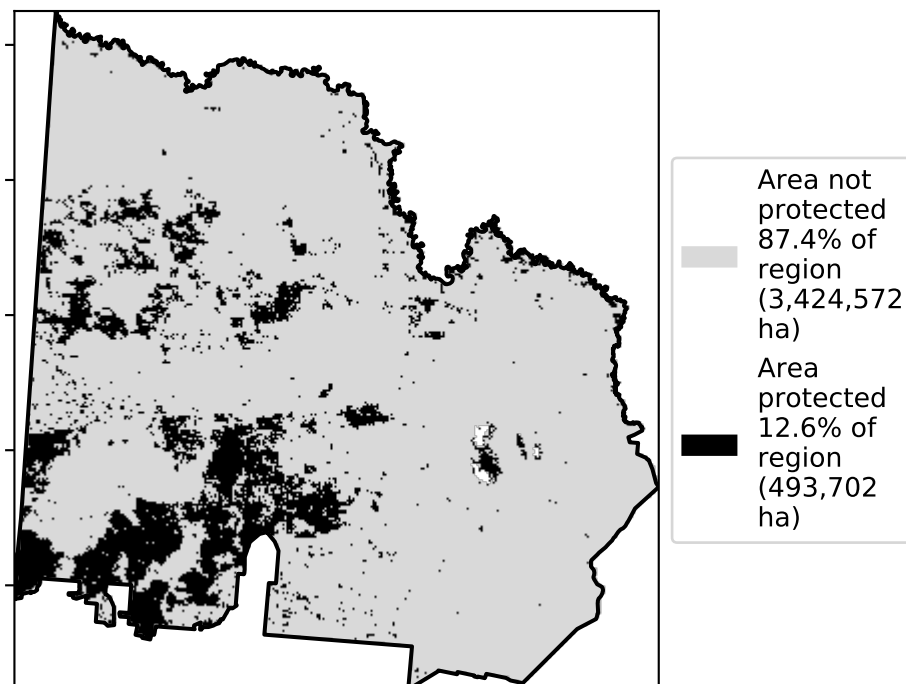 Area not
protected
87.4% of
region
(3,424,572
ha)
Area
protected
12.6% of
region
(493,702
ha)